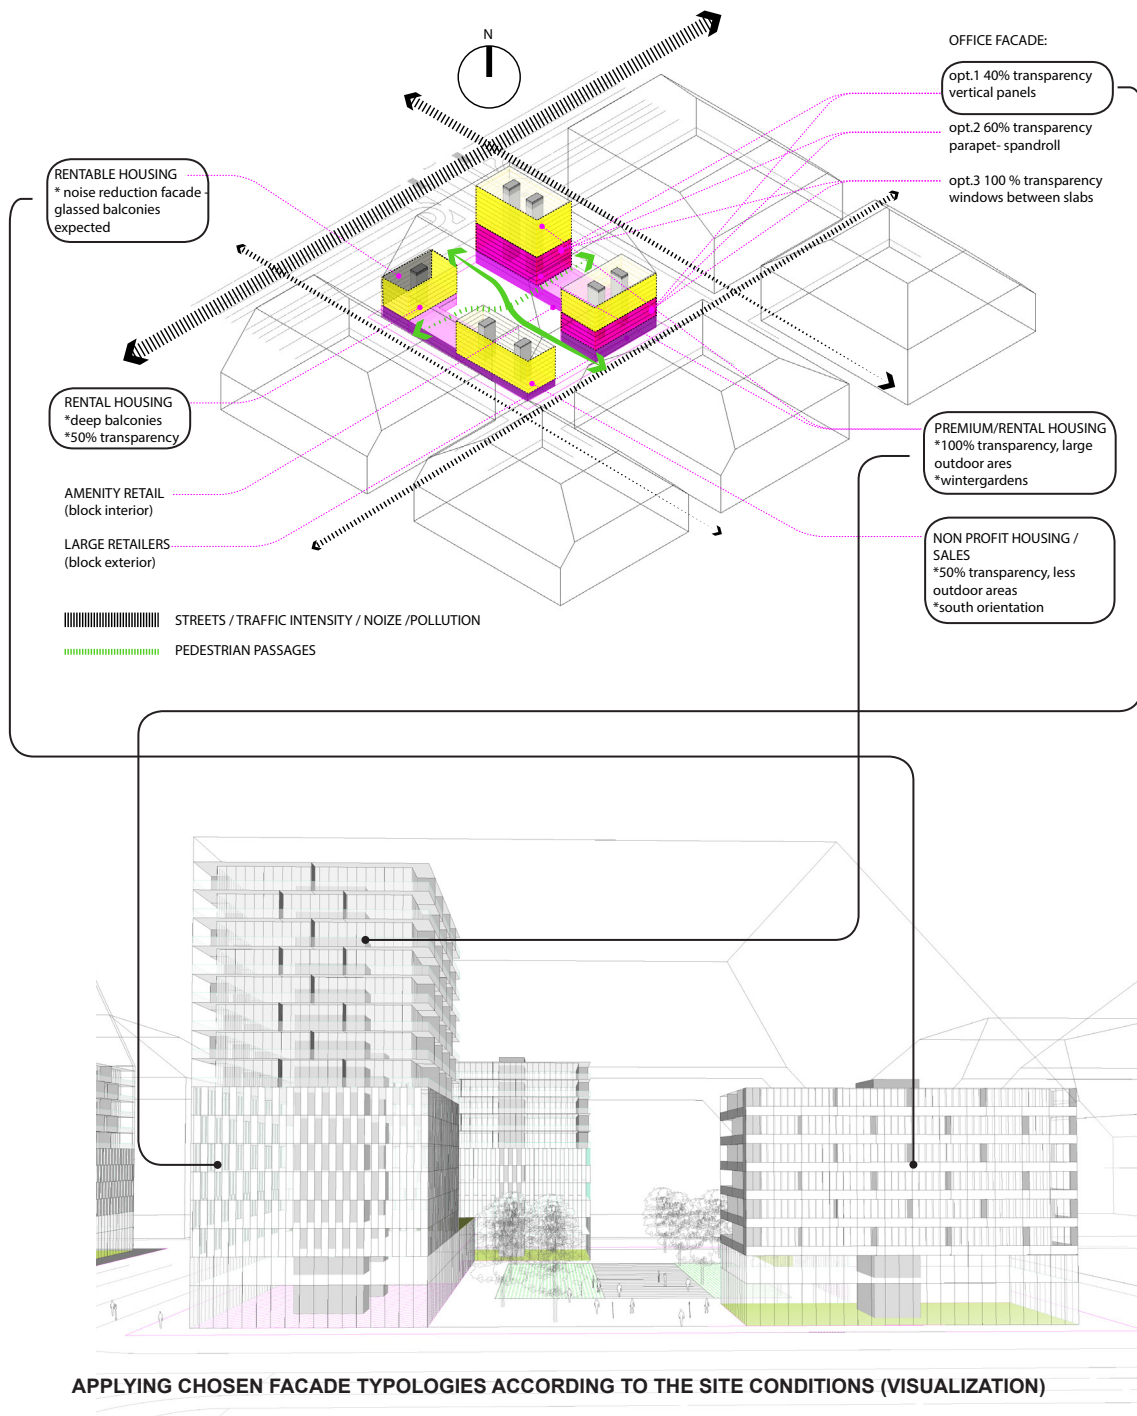 N
OFFICE FACADE:
opt.1 40% transparency
vertical panels
opt.2 60% transparency
parapet- spandroll
opt.3 100 % transparency
windows between slabs
RENTABLE HOUSING
* noise reduction facade -
glassed balconies
expected
RENTAL HOUSING
*deep balconies
*50% transparency
AMENITY RETAIL
(block interior)
LARGE RETAILERS
(block exterior)
PREMIUM/RENTAL HOUSING
*100% transparency, large
outdoor ares
*wintergardens
NON PROFIT HOUSING /
SALES
*50% transparency, less
outdoor areas
*south orientation
STREETS / TRAFFIC INTENSITY / NOIZE /POLLUTION
PEDESTRIAN PASSAGES
APPLYING CHOSEN FACADE TYPOLOGIES ACCORDING TO THE SITE CONDITIONS (VISUALIZATION)